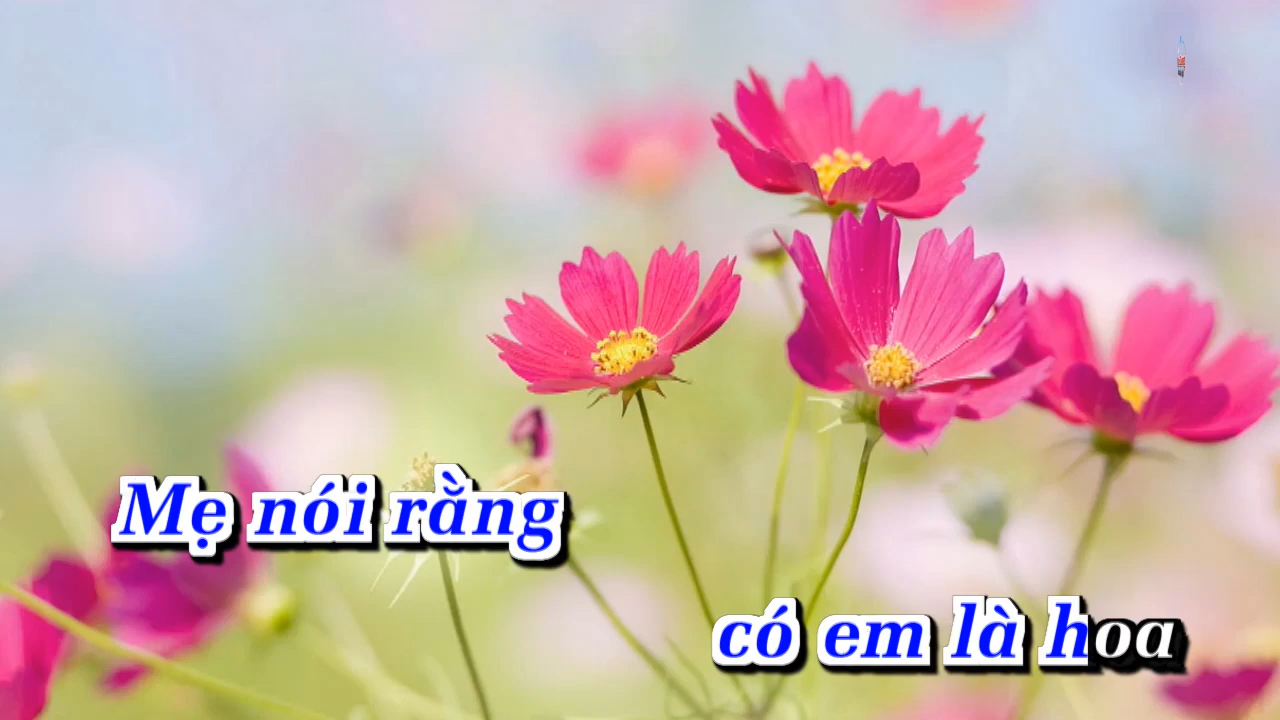 Mẹ nói rằng
có em là hoa